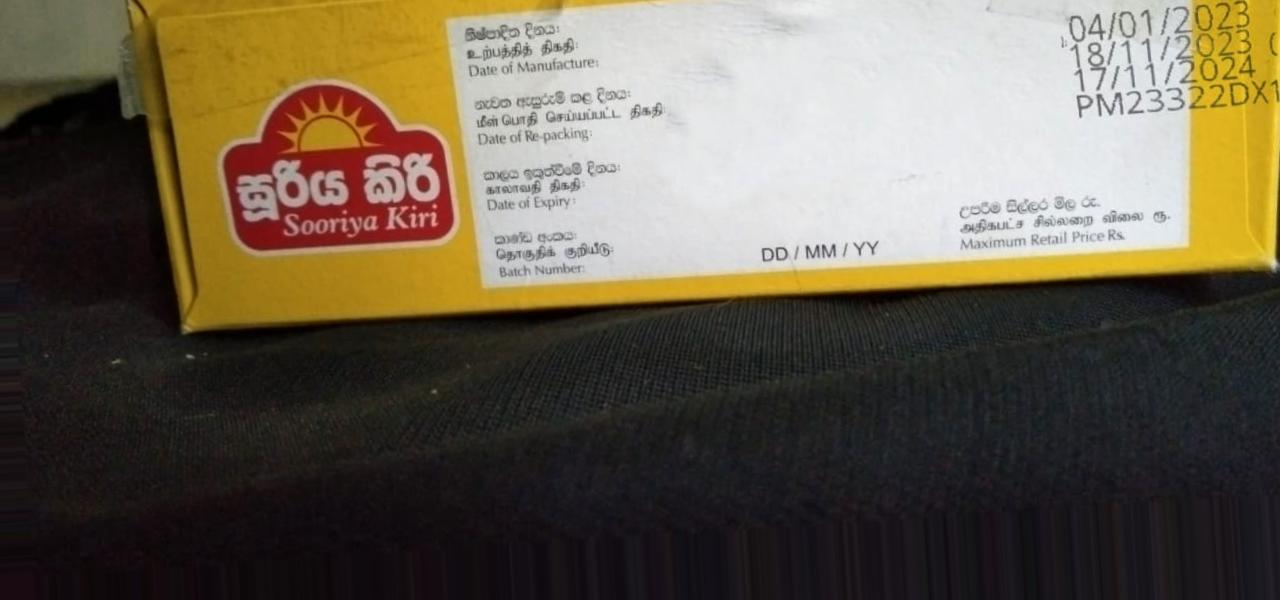 සූරිය කිරි
Sooriya Kiri
නිෂ්පාදිත දිනය:
உற்பத்தித் திகதி:
Date of Manufacture:
නැවත ඇසුරුම් කළ දිනය:
மீள் பொதி செய்யப்பட்ட திகதி:
Date of Re-packing:
කාලය ඉකුත්වීමේ දිනය:
காலாவதி திகதி:
Date of Expiry:
කාණ්ඩ අංකය:
தொகுதிக் குறியீடு:
Batch Number:
DD / MM / YY
04/01/2023
18/11/2023
17/11/2024
PM23322DX1
උපරිම සිල්ලර මිල රු.
அதிகபட்ச சில்லறை விலை ரூ.
Maximum Retail Price Rs.